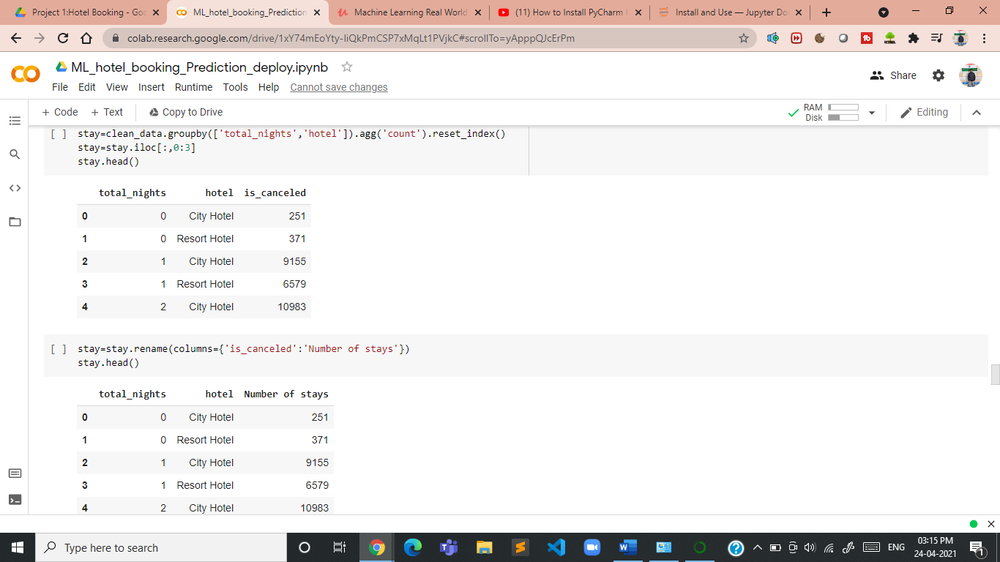 Project 1:Hotel Booking - Goo
ML_hotel_booking_Prediction
Machine Learning Real World
(11) How to Install PyCharm I
Install and Use — Jupyter Do
colab.research.google.com/drive/1xY74mEoYty-IiQkPmCSP7xMqLt1PVjkC#scrollTo=yApppQJcErPm
ML_hotel_booking_Prediction_deploy.ipynb
Share
File Edit View Insert Runtime Tools Help Cannot save changes
+ Code + Text Copy to Drive
RAM
Disk
Editing
[ ] stay=clean_data.groupby(['total_nights','hotel']).agg('count').reset_index()
stay=stay.iloc[:,0:3]
stay.head()
total_nights hotel is_canceled
0 0 City Hotel 251
1 0 Resort Hotel 371
2 1 City Hotel 9155
3 1 Resort Hotel 6579
4 2 City Hotel 10983
[ ] stay=stay.rename(columns={'is_canceled':'Number of stays'})
stay.head()
total_nights hotel Number of stays
0 0 City Hotel 251
1 0 Resort Hotel 371
2 1 City Hotel 9155
3 1 Resort Hotel 6579
4 2 City Hotel 10983
Type here to search
ENG
03:15 PM
24-04-2021
1